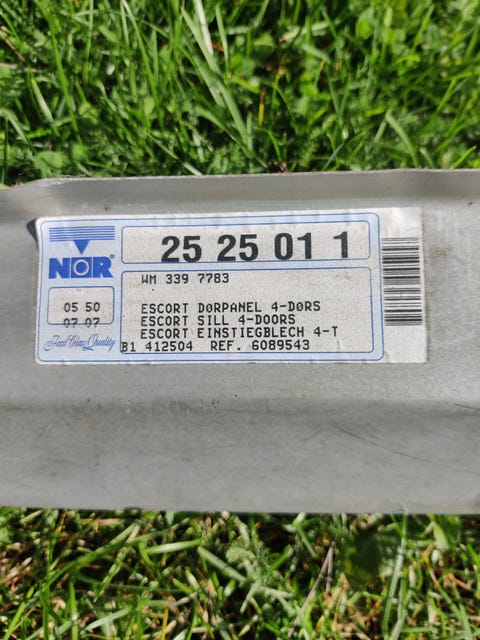 NOR
25 25 01 1
WM 339 7783
05 50
07 07
ESCORT DØRPANEL 4-DØRS
ESCORT SILL 4-DOORS
ESCORT EINSTIEGBLECH 4-T
First Class Quality
B1 412504 REF. 6089543